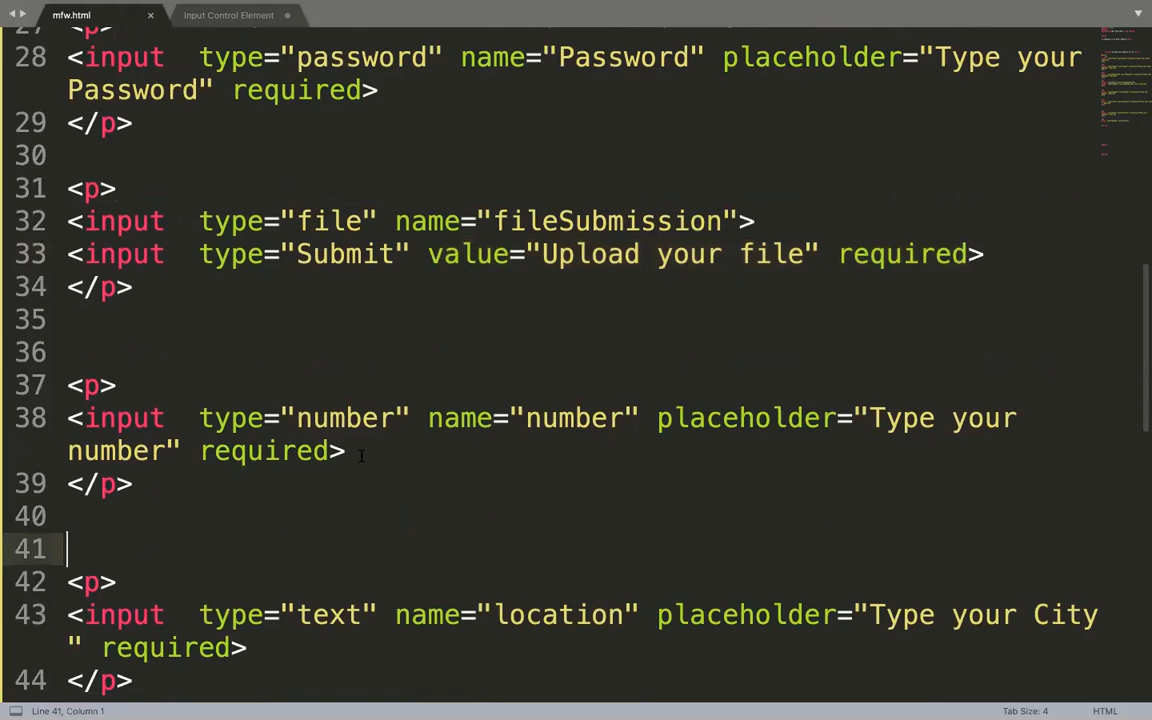 mfw.html
Input Control Element
27 <p>
28 <input  type="password" name="Password" placeholder="Type your
Password" required>
29 </p>
30
31 <p>
32 <input  type="file" name="fileSubmission">
33 <input  type="Submit" value="Upload your file" required>
34 </p>
35
36
37 <p>
38 <input  type="number" name="number" placeholder="Type your
number" required>
39 </p>
40
41
42 <p>
43 <input  type="text" name="location" placeholder="Type your City
" required>
44 </p>
Line 41, Column 1
Tab Size: 4
HTML